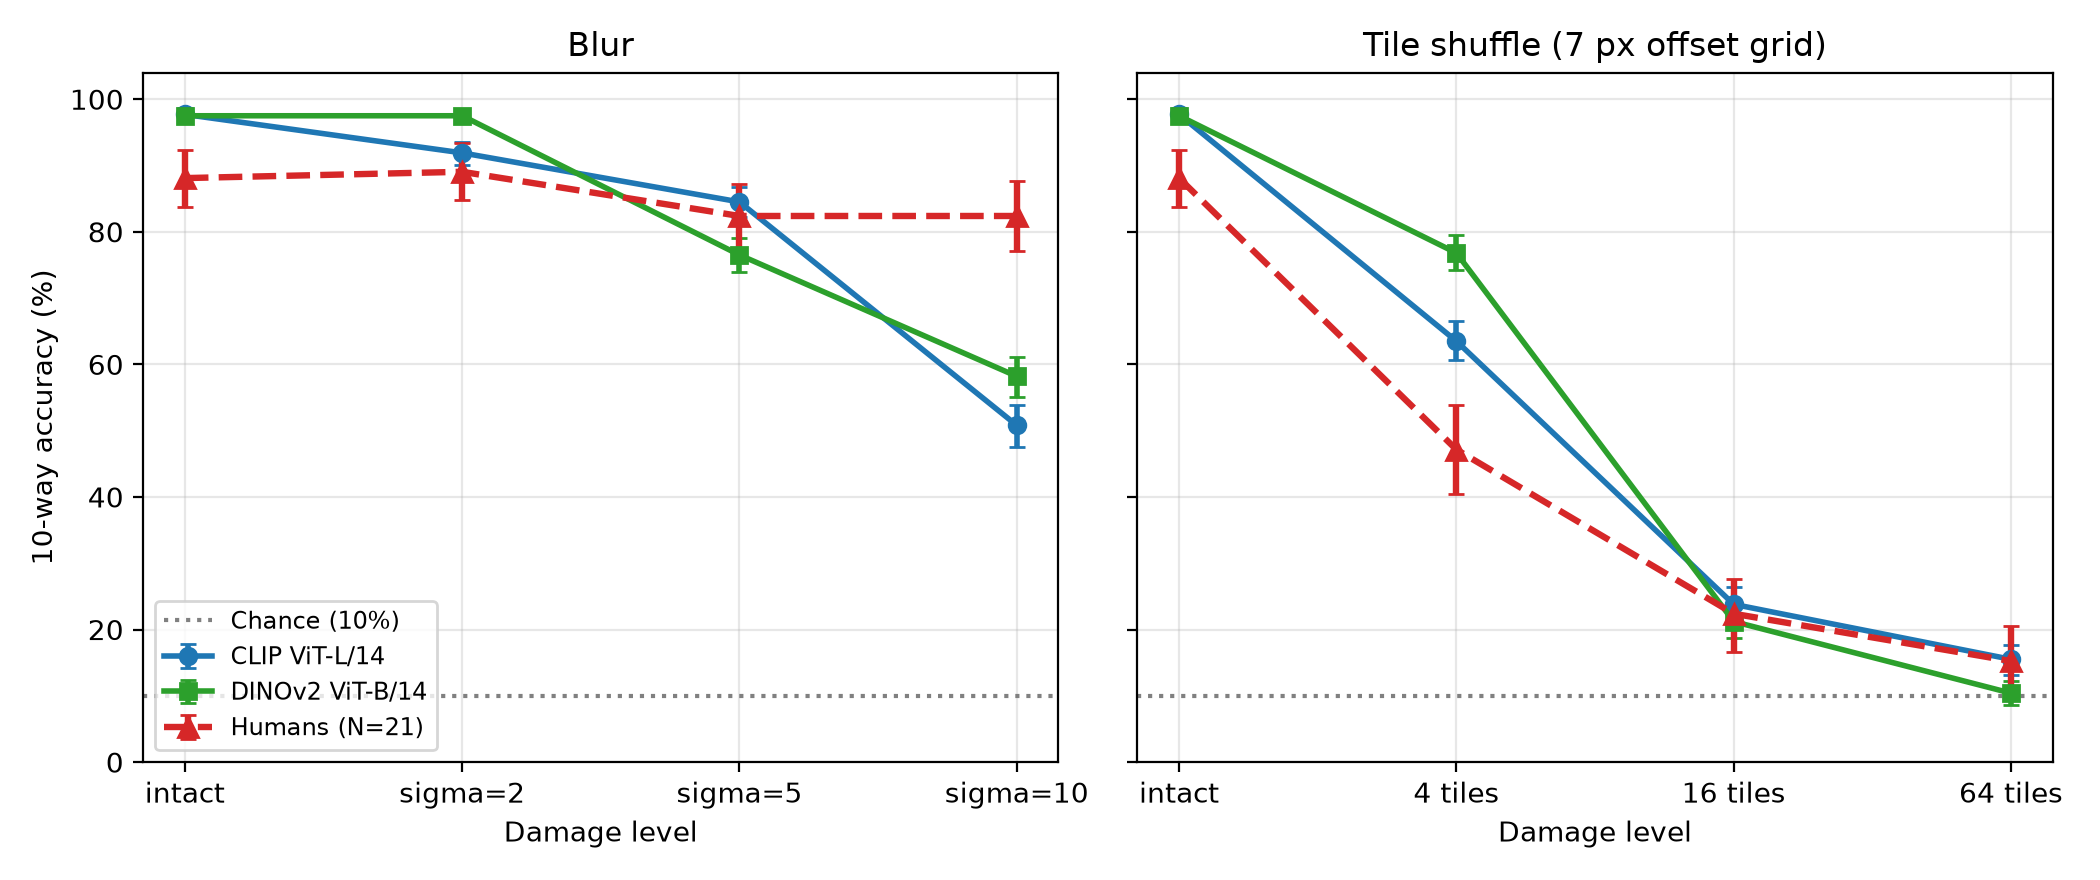 Blur
Tile shuffle (7 px offset grid)
10-way accuracy (%)
100
80
60
40
20
0
Chance (10%)
CLIP ViT-L/14
DINOv2 ViT-B/14
Humans (N=21)
intact
sigma=2
sigma=5
sigma=10
Damage level
intact
4 tiles
16 tiles
64 tiles
Damage level